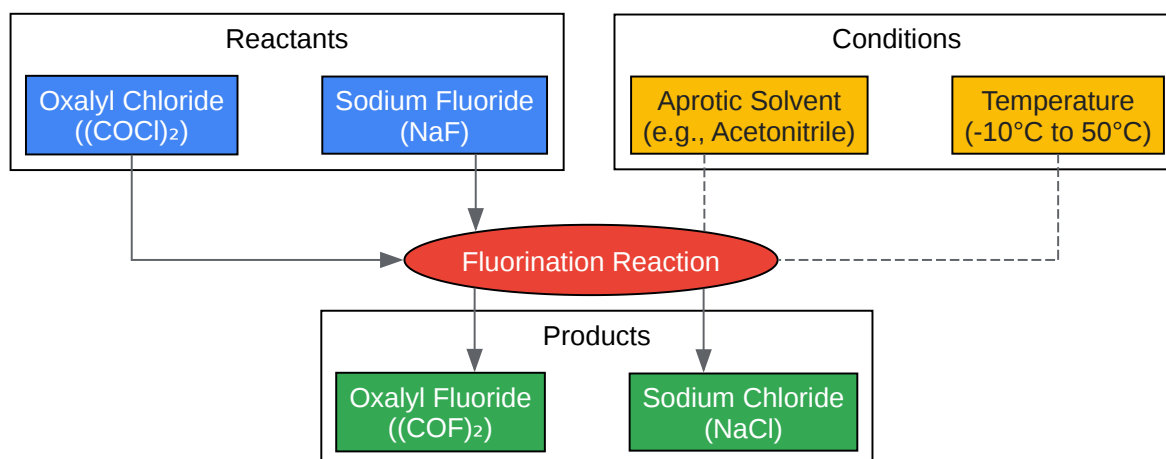 Reactants
Conditions
Oxalyl Chloride
((COCl)₂)
Sodium Fluoride
(NaF)
Aprotic Solvent
(e.g., Acetonitrile)
Temperature
(-10°C to 50°C)
Fluorination Reaction
Products
Oxalyl Fluoride
((COF)₂)
Sodium Chloride
(NaCl)